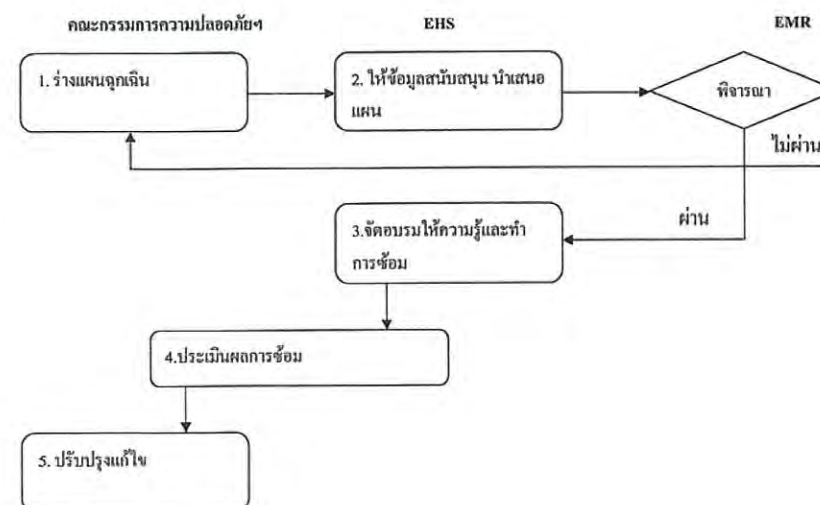 คณะกรรมการความปลอดภัยฯ
EHS
EMR
1. ร่างแผนฉุกเฉิน
2. ให้ข้อมูลสนับสนุน นำเสนอ
แผน
พิจารณา
ไม่ผ่าน
ผ่าน
3.จัดอบรมให้ความรู้และทำ
การซ้อม
4.ประเมินผลการซ้อม
5. ปรับปรุงแก้ไข